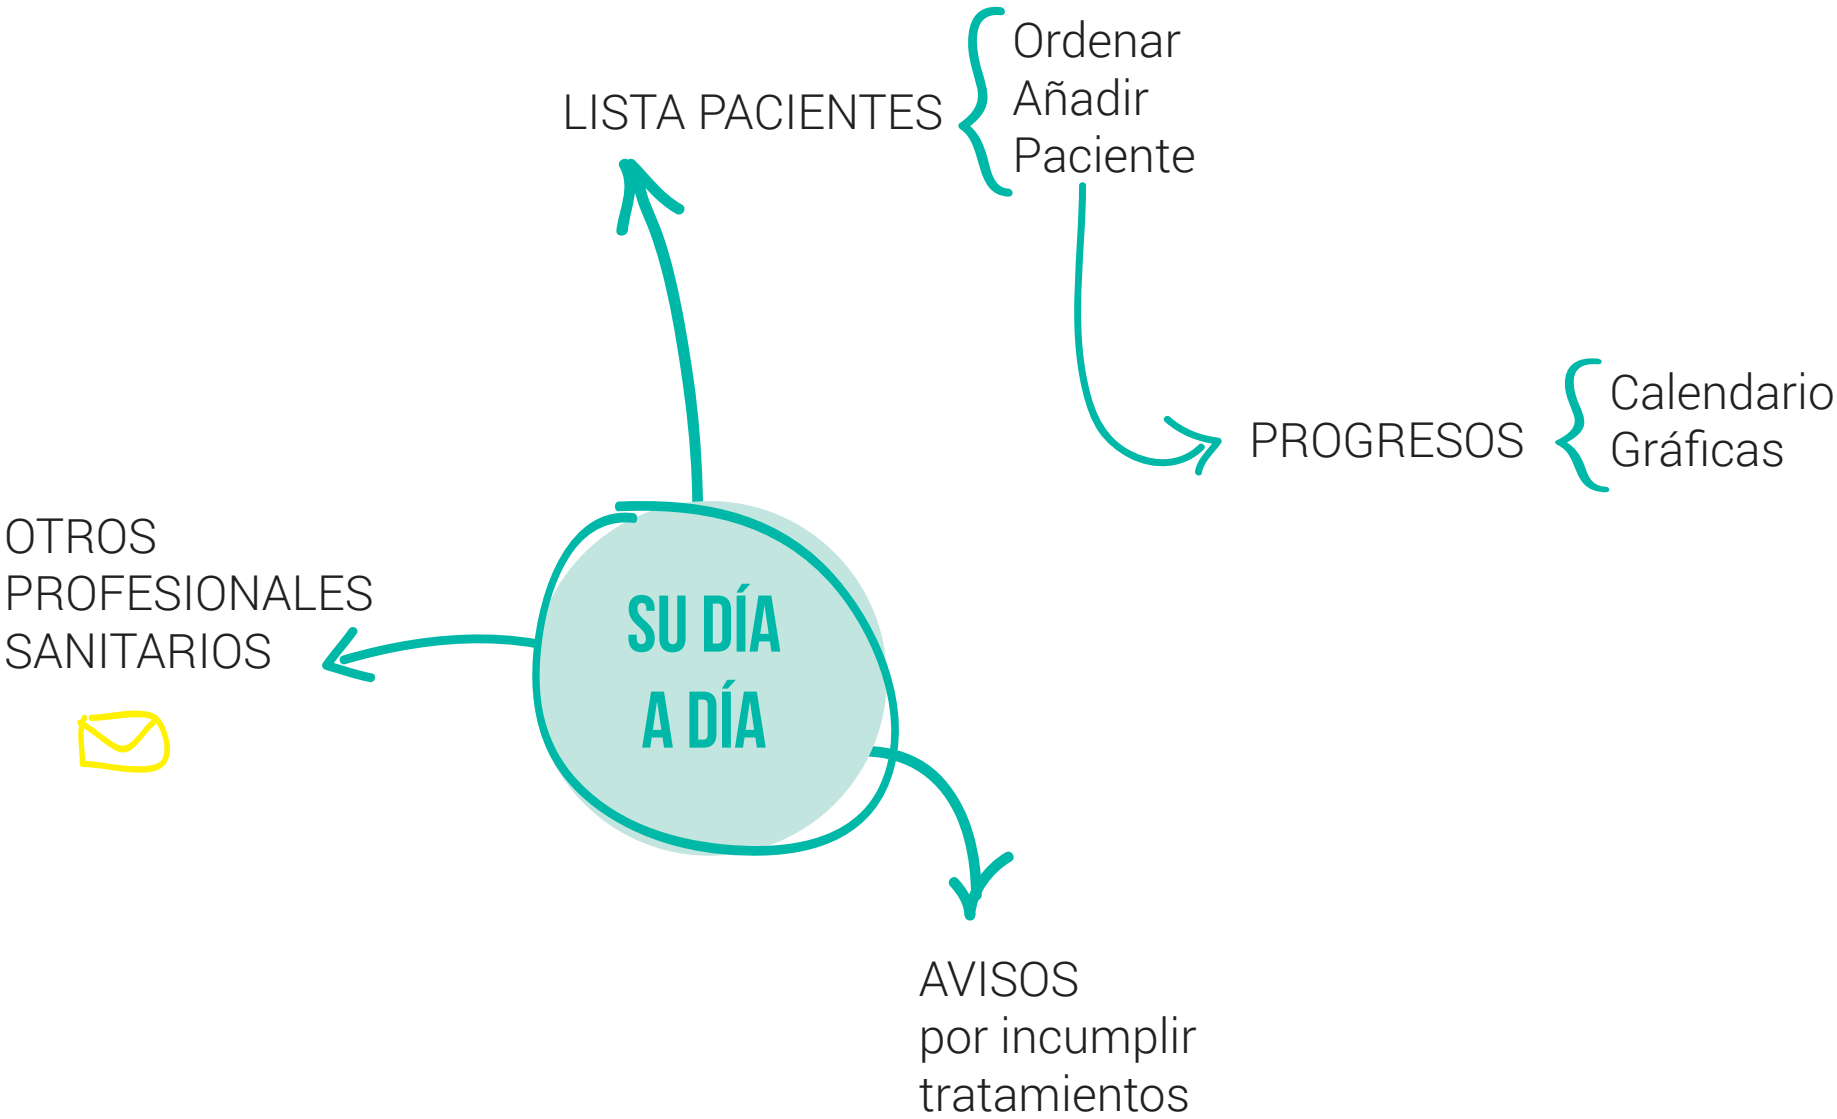 LISTA PACIENTES
Ordenar
Añadir
Paciente
PROGRESOS
Calendario
Gráficas
OTROS
PROFESIONALES
SANITARIOS
SU DÍA
A DÍA
AVISOS
por incumplir
tratamientos